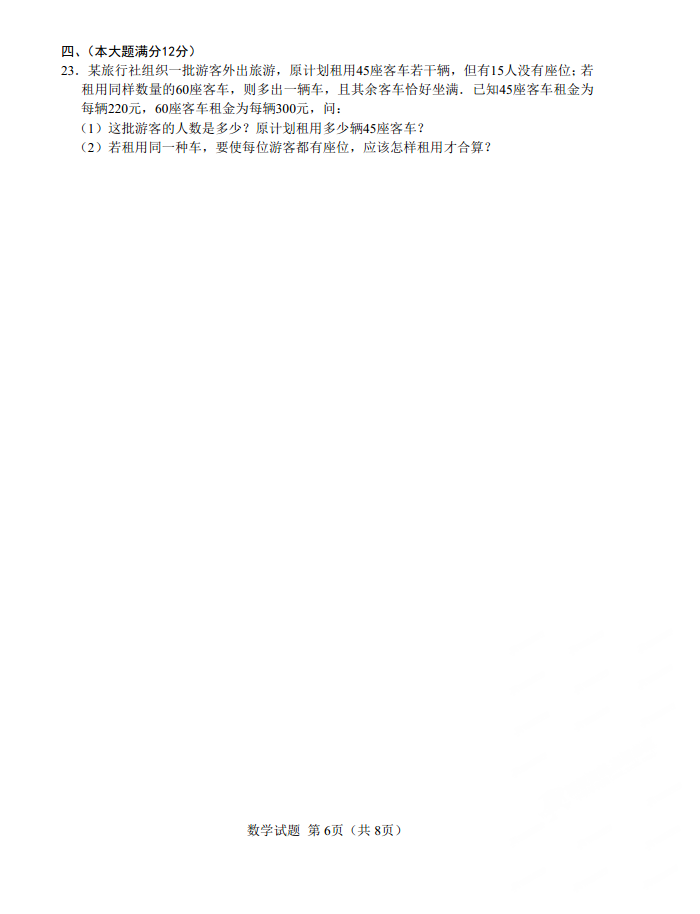 四、（本大题满分12分）
23．某旅行社组织一批游客外出旅游，原计划租用45座客车若干辆，但有15人没有座位；若
租用同样数量的60座客车，则多出一辆车，且其余客车恰好坐满．已知45座客车租金为
每辆220元，60座客车租金为每辆300元，问：
（1）这批游客的人数是多少？原计划租用多少辆45座客车？
（2）若租用同一种车，要使每位游客都有座位，应该怎样租用才合算？
数学试题 第 6页（共 8页）